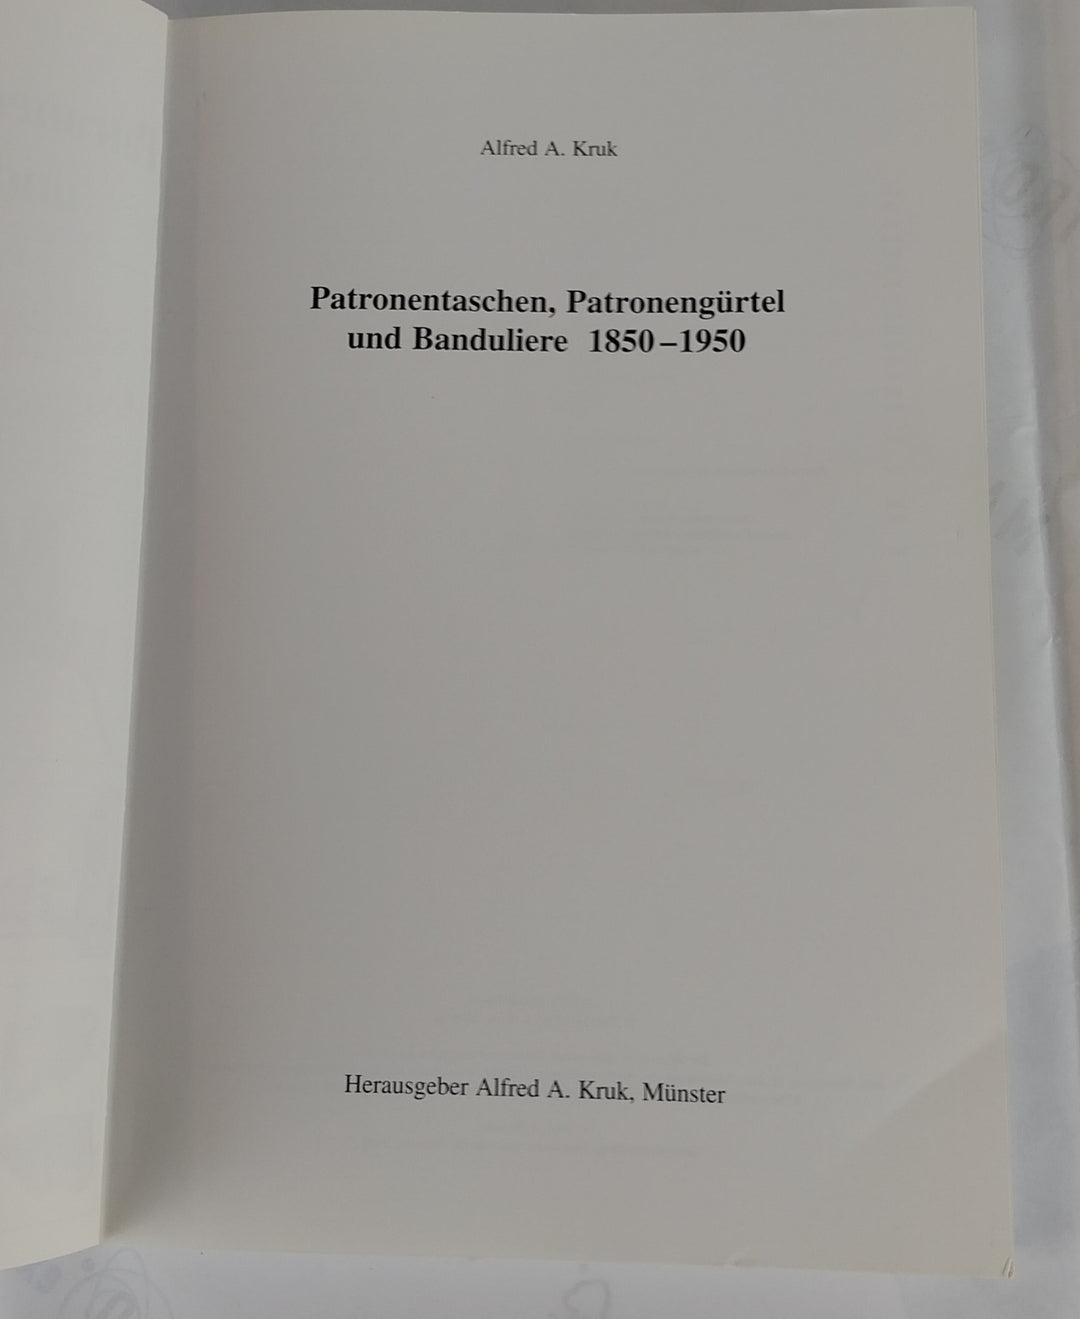 Alfred A. Kruk
Patronentaschen, Patronengürtel
und Banduliere 1850–1950
Herausgeber Alfred A. Kruk, Münster